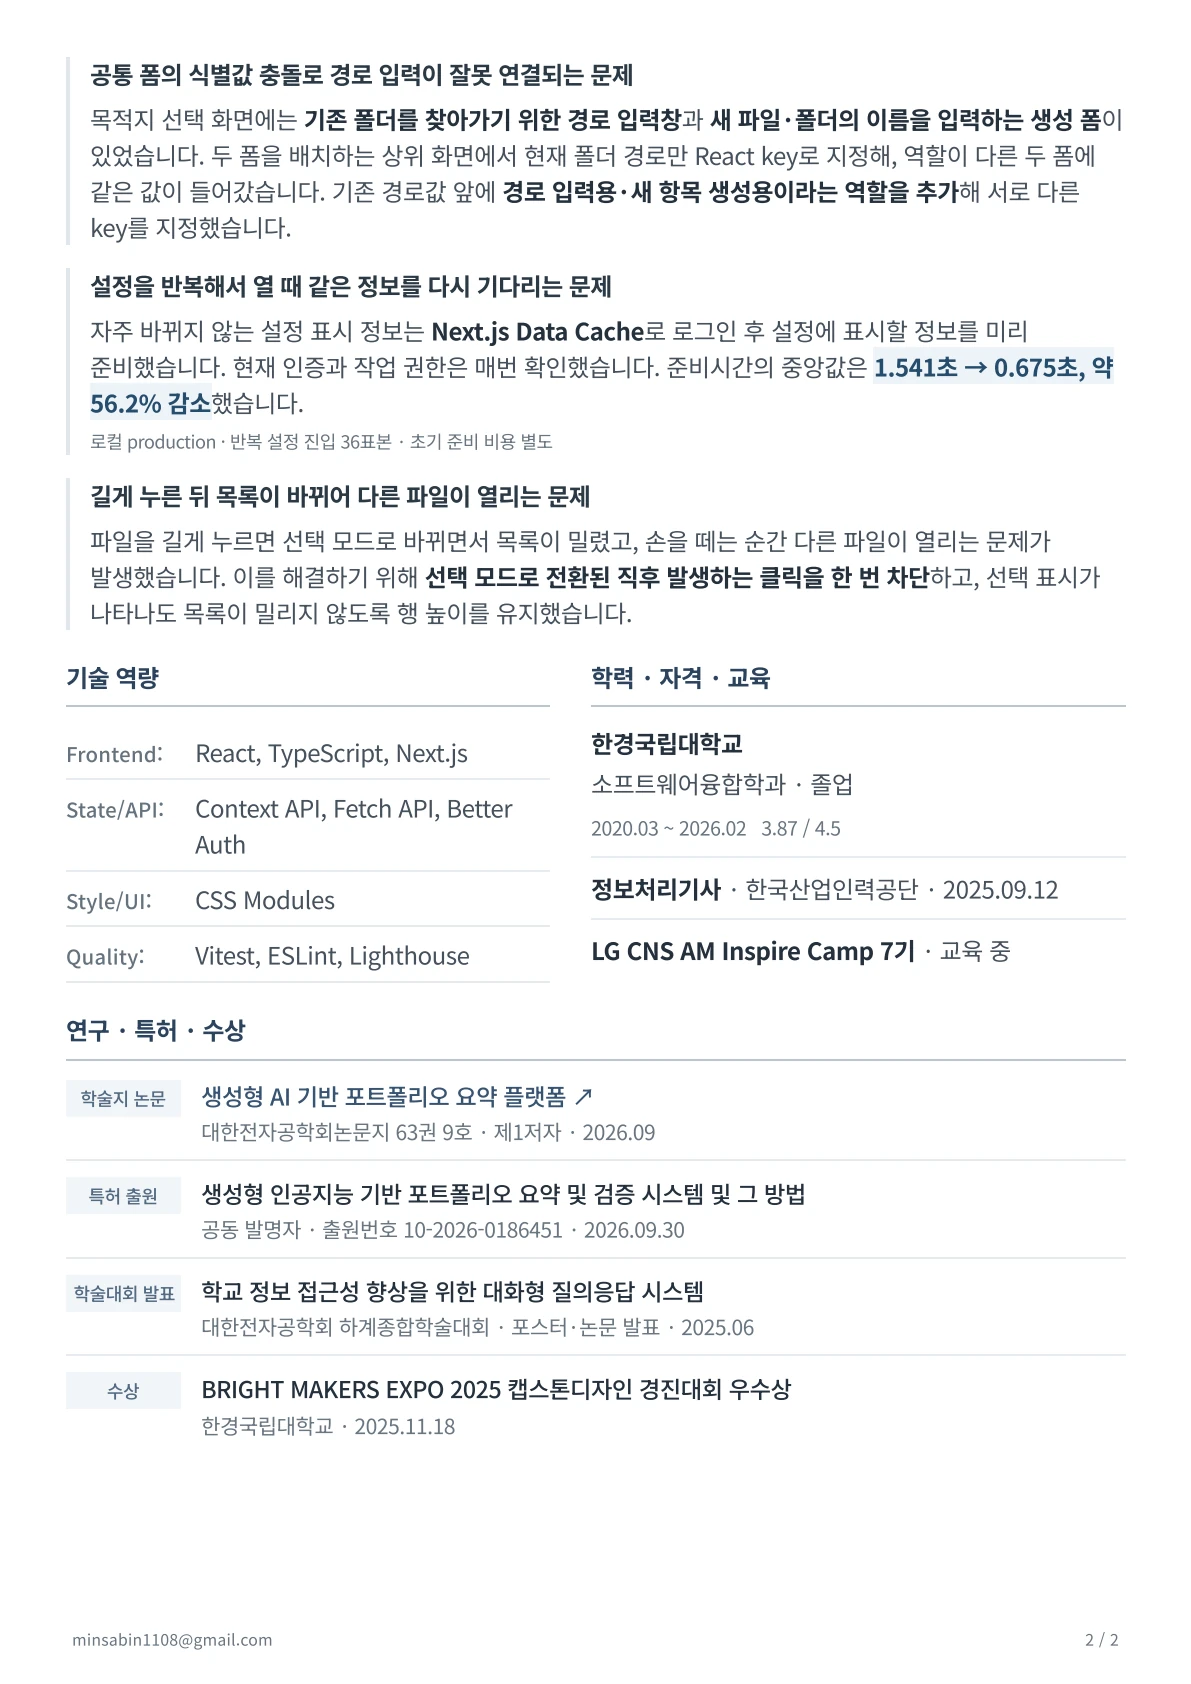 공통 폼의 식별값 충돌로 경로 입력이 잘못 연결되는 문제
목적지 선택 화면에는 기존 폴더를 찾아가기 위한 경로 입력창과 새 파일·폴더의 이름을 입력하는 생성 폼이
있었습니다. 두 폼을 배치하는 상위 화면에서 현재 폴더 경로만 React key로 지정해, 역할이 다른 두 폼에
같은 값이 들어갔습니다. 기존 경로값 앞에 경로 입력용·새 항목 생성용이라는 역할을 추가해 서로 다른
key를 지정했습니다.
설정을 반복해서 열 때 같은 정보를 다시 기다리는 문제
자주 바뀌지 않는 설정 표시 정보는 Next.js Data Cache로 로그인 후 설정에 표시할 정보를 미리
준비했습니다. 현재 인증과 작업 권한은 매번 확인했습니다. 준비시간의 중앙값은 1.541초 → 0.675초, 약
56.2% 감소했습니다.
로컬 production · 반복 설정 진입 36표본 · 초기 준비 비용 별도
길게 누른 뒤 목록이 바뀌어 다른 파일이 열리는 문제
파일을 길게 누르면 선택 모드로 바뀌면서 목록이 밀렸고, 손을 떼는 순간 다른 파일이 열리는 문제가
발생했습니다. 이를 해결하기 위해 선택 모드로 전환된 직후 발생하는 클릭을 한 번 차단하고, 선택 표시가
나타나도 목록이 밀리지 않도록 행 높이를 유지했습니다.
기술 역량
Frontend: React, TypeScript, Next.js
State/API: Context API, Fetch API, Better
Auth
Style/UI: CSS Modules
Quality: Vitest, ESLint, Lighthouse
학력 · 자격 · 교육
한경국립대학교
소프트웨어융합학과 · 졸업
2020.03 ~ 2026.02 3.87 / 4.5
정보처리기사 · 한국산업인력공단 · 2025.09.12
LG CNS AM Inspire Camp 7기 · 교육 중
연구 · 특허 · 수상
학술지 논문 생성형 AI 기반 포트폴리오 요약 플랫폼 ↗
대한전자공학회논문지 63권 9호 · 제1저자 · 2026.09
특허 출원 생성형 인공지능 기반 포트폴리오 요약 및 검증 시스템 및 그 방법
공동 발명자 · 출원번호 10-2026-0186451 · 2026.09.30
학술대회 발표 학교 정보 접근성 향상을 위한 대화형 질의응답 시스템
대한전자공학회 하계종합학술대회 · 포스터·논문 발표 · 2025.06
수상 BRIGHT MAKERS EXPO 2025 캡스톤디자인 경진대회 우수상
한경국립대학교 · 2025.11.18
minsabin1108@gmail.com
2 / 2